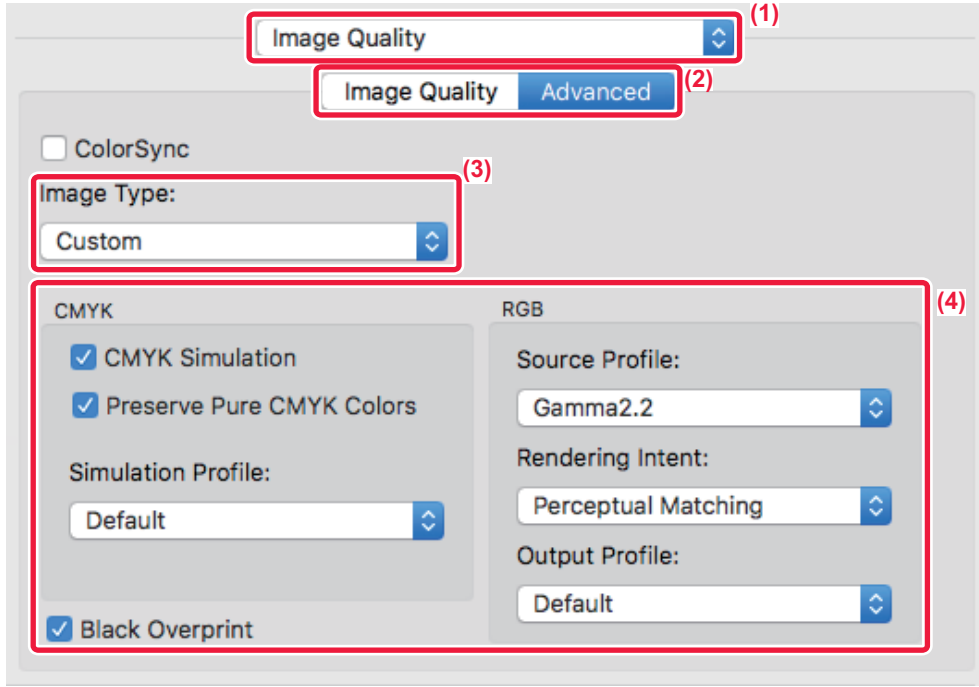 (1)
Image Quality
(2)
Image Quality Advanced
ColorSync
(3)
Image Type:
Custom
(4)
CMYK
CMYK Simulation
Preserve Pure CMYK Colors
Simulation Profile:
Default
Black Overprint
RGB
Source Profile:
Gamma2.2
Rendering Intent:
Perceptual Matching
Output Profile:
Default